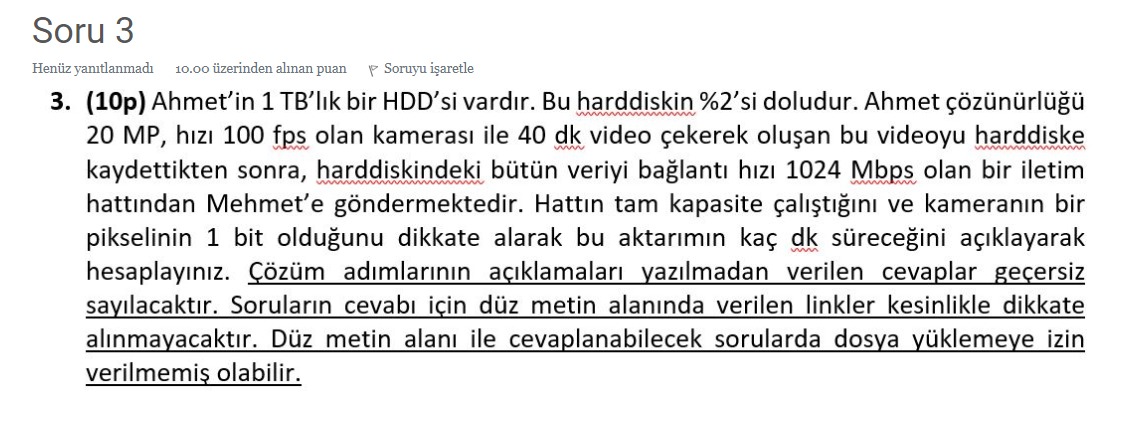 Soru 3
Henüz yanıtlanmadı 10.00 üzerinden alınan puan Soruyu işaretle
3. (10p) Ahmet’in 1 TB’lık bir HDD’si vardır. Bu harddiskin %2’si doludur. Ahmet çözünürlüğü
20 MP, hızı 100 fps olan kamerası ile 40 dk video çekerek oluşan bu videoyu harddiske
kaydettikten sonra, harddiskindeki bütün veriyi bağlantı hızı 1024 Mbps olan bir iletim
hattından Mehmet’e göndermektedir. Hattın tam kapasite çalıştığını ve kameranın bir
pikselinin 1 bit olduğunu dikkate alarak bu aktarımın kaç dk süreceğini açıklayarak
hesaplayınız. Çözüm adımlarının açıklamaları yazılmadan verilen cevaplar geçersiz
sayılacaktır. Soruların cevabı için düz metin alanında verilen linkler kesinlikle dikkate
alınmayacaktır. Düz metin alanı ile cevaplanabilecek sorularda dosya yüklemeye izin
verilmemiş olabilir.